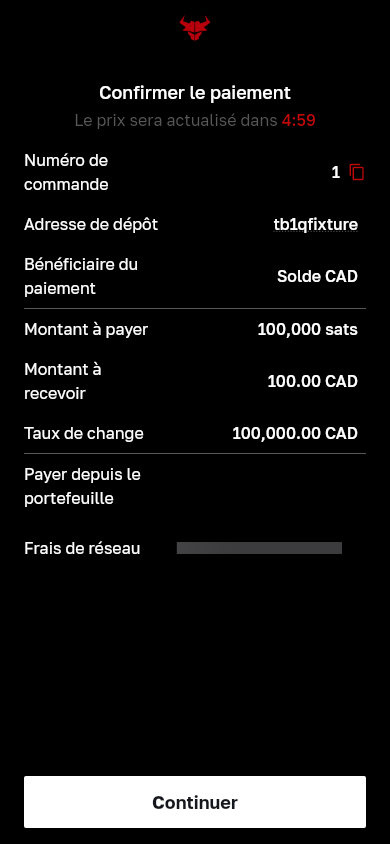 Confirmer le paiement
Le prix sera actualisé dans 4:59
Numéro de
commande
1
Adresse de dépôt
tb1qfixture
Bénéficiaire du
paiement
Solde CAD
Montant à payer
100,000 sats
Montant à
recevoir
100.00 CAD
Taux de change
100,000.00 CAD
Payer depuis le
portefeuille
Frais de réseau
Continuer